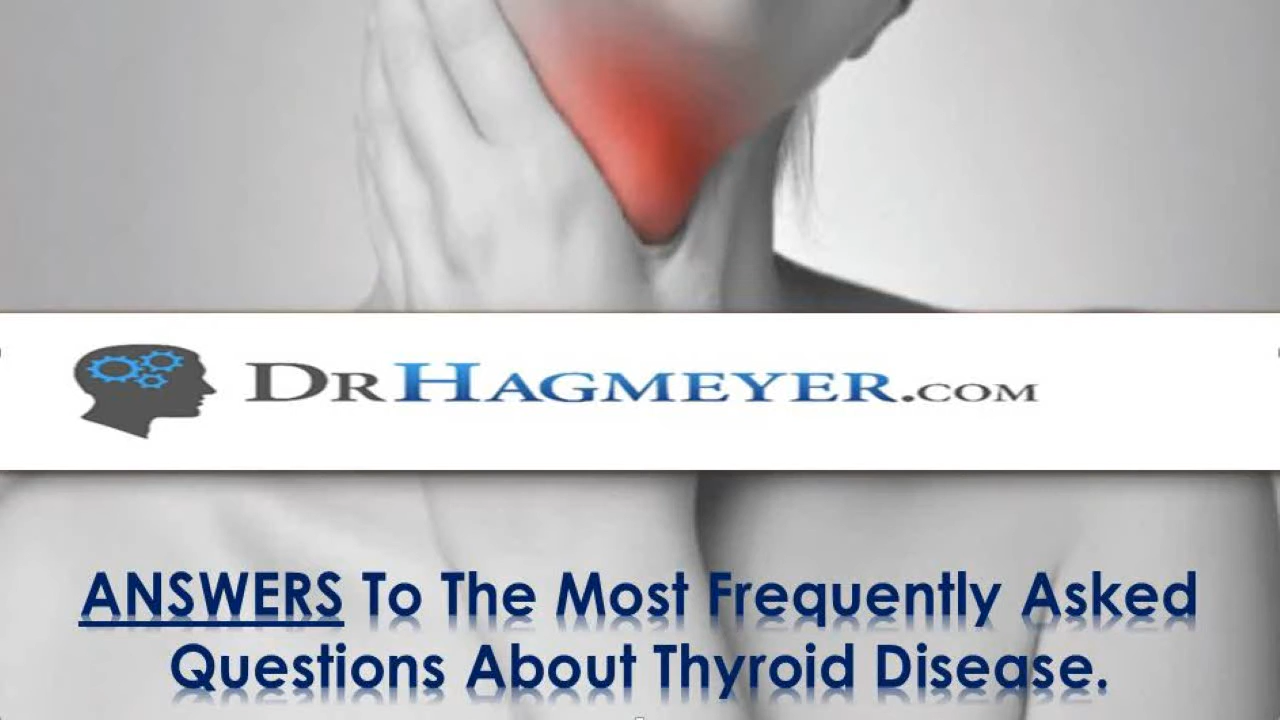 DRHAGMEYER.COM
ANSWERS To The Most Frequently Asked
Questions About Thyroid Disease.